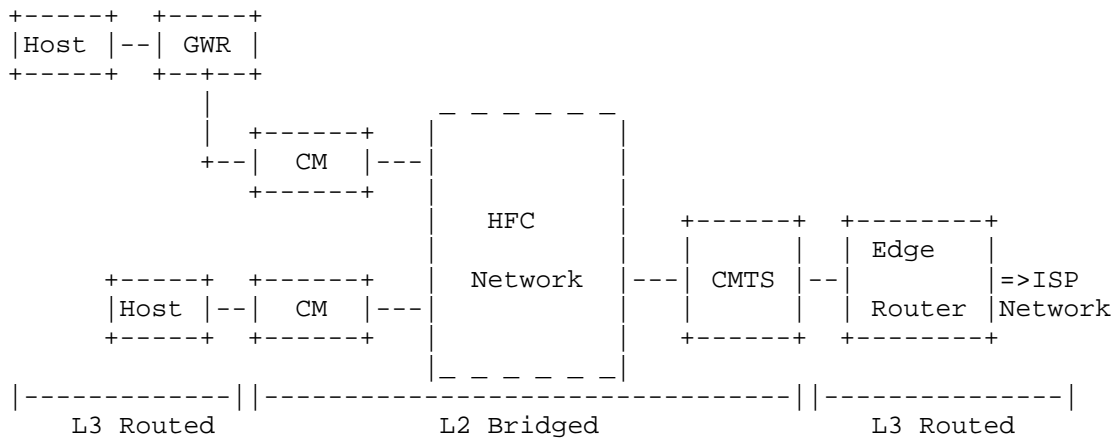 Host GWR
CM
HFC
Edge
Network CMTS =>ISP
Host CM Router Network
L3 Routed L2 Bridged L3 Routed